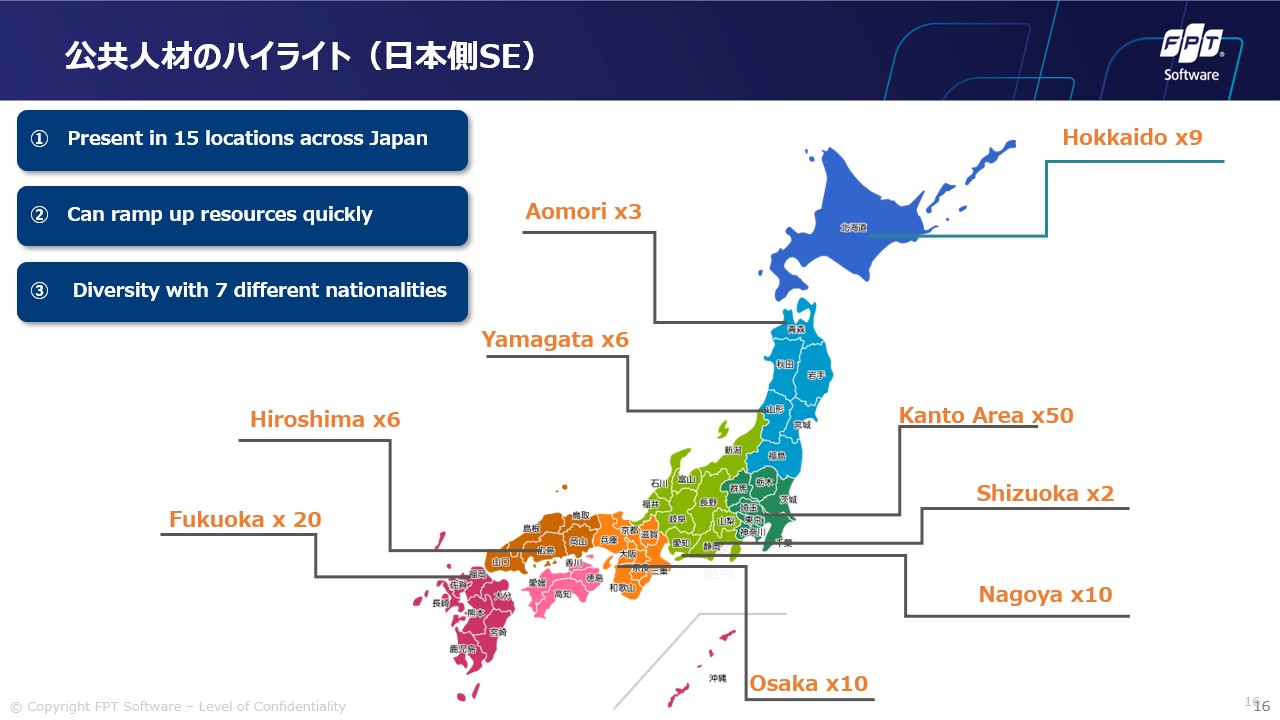 公共人材のハイライト（日本側SE）
FPT
Software
① Present in 15 locations across Japan
② Can ramp up resources quickly
③ Diversity with 7 different nationalities
Hokkaido x9
Aomori x3
Yamagata x6
Hiroshima x6
Kanto Area x50
Shizuoka x2
Fukuoka x 20
Nagoya x10
Osaka x10
北海道
青森
秋田
岩手
山形
宮城
新潟
福島
石川
富山
群馬
栃木
福井
長野
茨城
埼玉
岐阜
山梨
東京
神奈川
千葉
愛知
静岡
鳥取
島根
京都
兵庫
滋賀
岡山
広島
大阪
山口
香川
奈良
三重
福岡
佐賀
愛媛
徳島
和歌山
高知
大分
長崎
熊本
宮崎
鹿児島
沖縄
© Copyright FPT Software – Level of Confidentiality
16
16